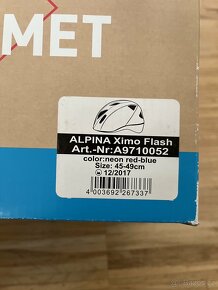 MET
ALPINA Ximo Flash
Art.-Nr:A9710052
color:neon red-blue
Size: 45-49cm
12/2017
4 003692 267337